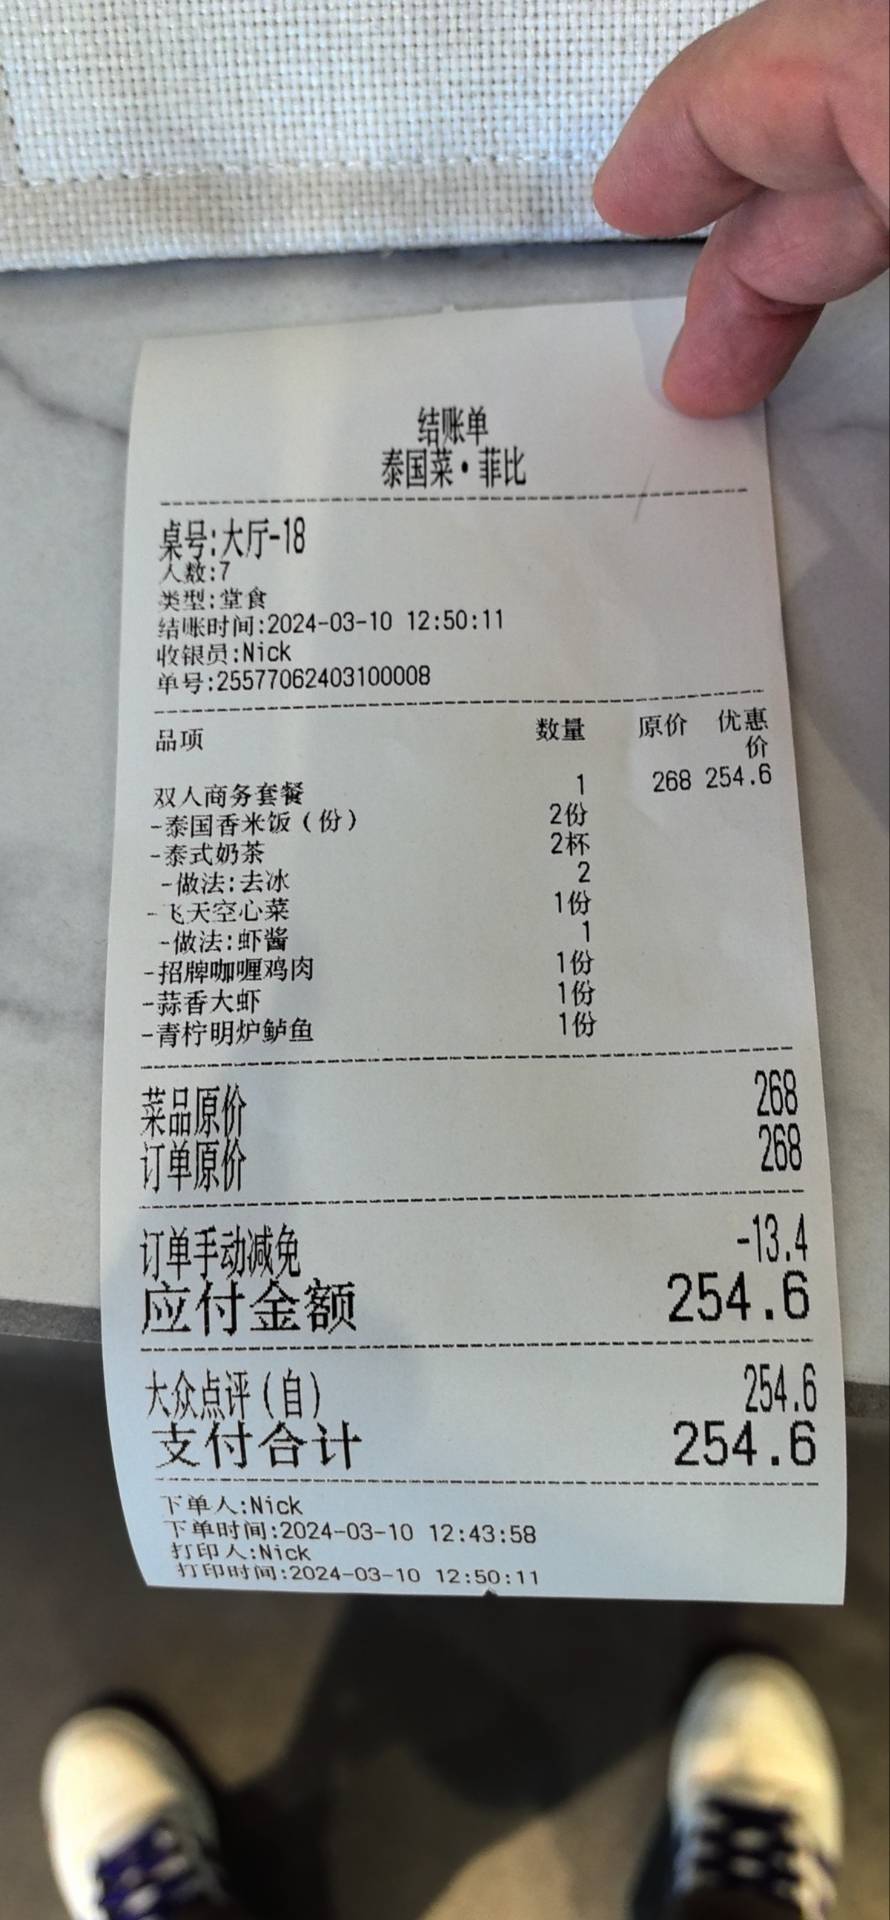 结账单
泰国菜•菲比
桌号:大厅-18
人数:7
类型:堂食
结账时间:2024-03-10 12:50:11
收银员:Nick
单号:25577062403100008
品项 数量 原价 优惠价
双人商务套餐 1 268 254.6
-泰国香米饭(份) 2份
-泰式奶茶 2杯
-做法:去冰 2
-飞天空心菜 1份
-做法:虾酱 1
-招牌咖喱鸡肉 1份
-蒜香大虾 1份
-青柠明炉鲈鱼 1份
菜品原价 268
订单原价 268
订单手动减免 -13.4
应付金额 254.6
大众点评(自) 254.6
支付合计 254.6
下单人:Nick
下单时间:2024-03-10 12:43:58
打印人:Nick
打印时间:2024-03-10 12:50:11